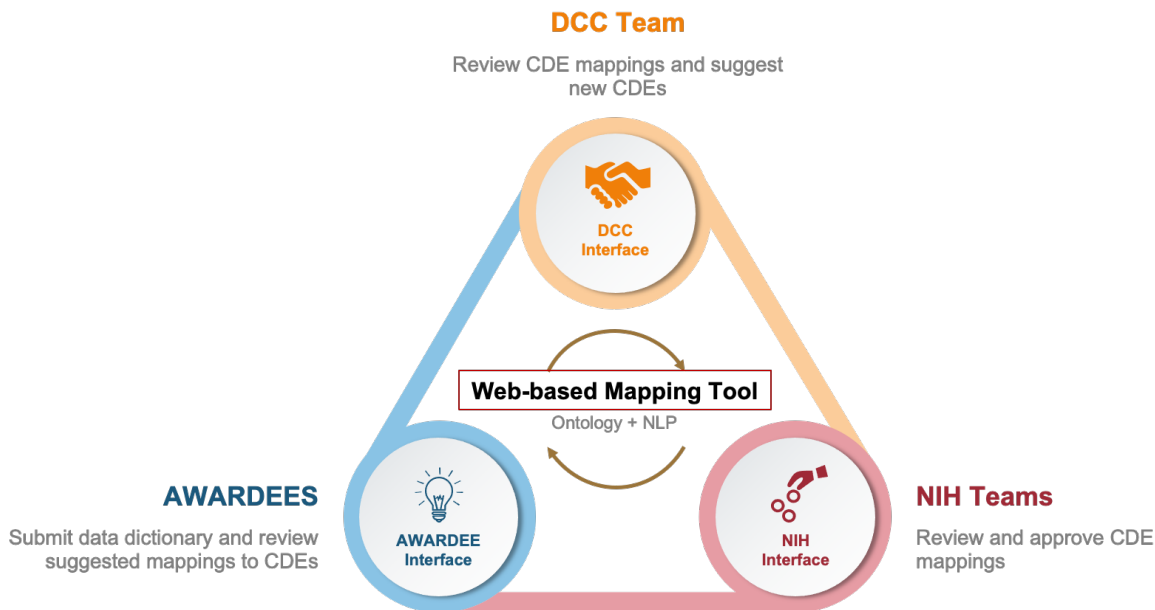 DCC Team
Review CDE mappings and suggest
new CDEs
DCC
Interface
Web-based Mapping Tool
Ontology + NLP
AWARDEES
Submit data dictionary and review
suggested mappings to CDEs
AWARDEE
Interface
NIH
Interface
NIH Teams
Review and approve CDE
mappings